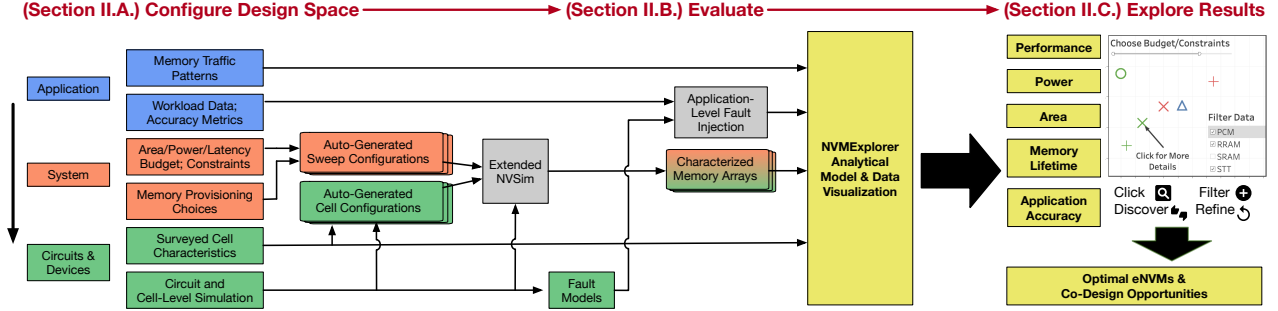 (Section II.A.) Configure Design Space
(Section II.B.) Evaluate
(Section II.C.) Explore Results
Application
System
Circuits &
Devices
Memory Traffic
Patterns
Workload Data;
Accuracy Metrics
Area/Power/Latency
Budget; Constraints
Memory Provisioning
Choices
Surveyed Cell
Characteristics
Circuit and
Cell-Level Simulation
Auto-Generated
Sweep Configurations
Auto-Generated
Cell Configurations
Extended
NVSim
Fault
Models
Application-
Level Fault
Injection
Characterized
Memory Arrays
NVMExplorer
Analytical
Model & Data
Visualization
Performance
Power
Area
Memory
Lifetime
Application
Accuracy
Choose Budget/Constraints
Click for More
Details
Filter Data
PCM
RRAM
SRAM
STT
Click
Filter
Discover
Refine
Optimal eNVMs &
Co-Design Opportunities